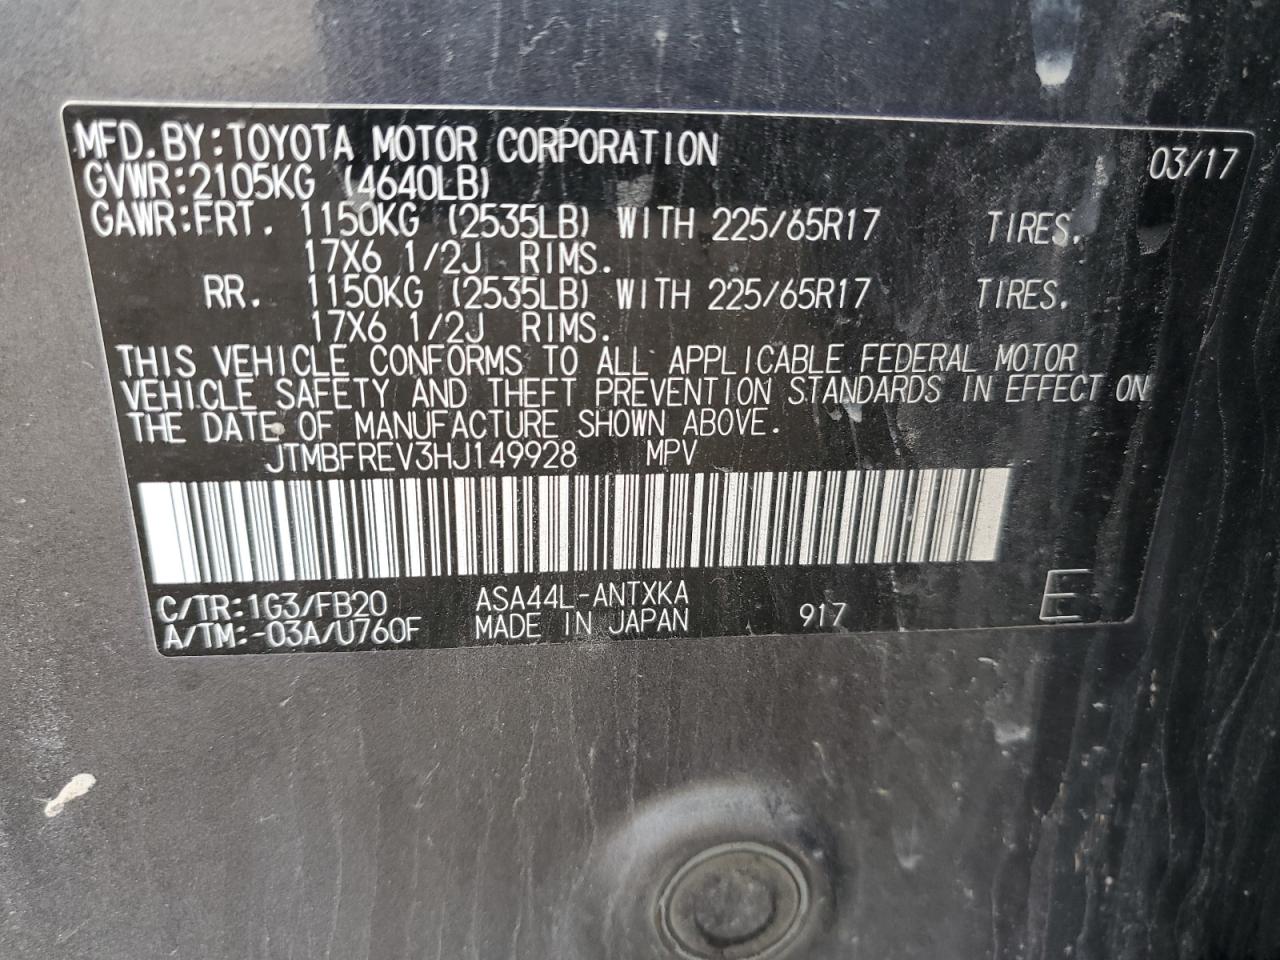 MFD.BY:TOYOTA MOTOR CORPORATION 03/17
GVWR:2105KG (4640LB)
GAWR:FRT. 1150KG (2535LB) WITH 225/65R17 TIRES,
17X6 1/2J RIMS.
RR. 1150KG (2535LB) WITH 225/65R17 TIRES,
17X6 1/2J RIMS.
THIS VEHICLE CONFORMS TO ALL APPLICABLE FEDERAL MOTOR
VEHICLE SAFETY AND THEFT PREVENTION STANDARDS IN EFFECT ON
THE DATE OF MANUFACTURE SHOWN ABOVE.
JTMBFREV3HJ149928 MPV
C/TR:1G3/FB20 ASA44L-ANTXKA
A/TM:-03A/U760F MADE IN JAPAN 917 E